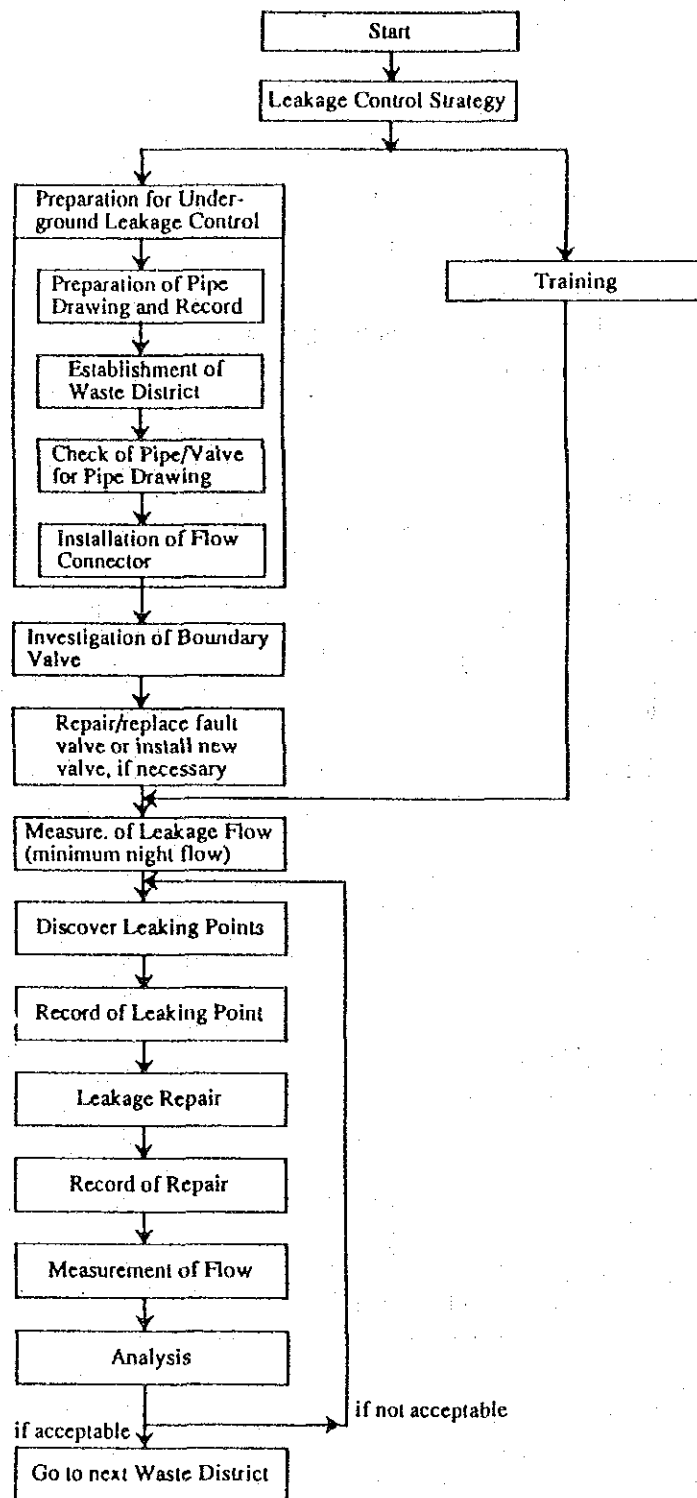 Start
Leakage Control Strategy
Preparation for Under-
ground Leakage Control
Preparation of Pipe
Drawing and Record
Training
Establishment of
Waste District
Check of Pipe/Valve
for Pipe Drawing
Installation of Flow
Connector
Investigation of Boundary
Valve
Repair/replace fault
valve or install new
valve, if necessary
Measure. of Leakage Flow
(minimum night flow)
Discover Leaking Points
Record of Leaking Point
Leakage Repair
Record of Repair
Measurement of Flow
Analysis
if not acceptable
if acceptable
Go to next Waste District